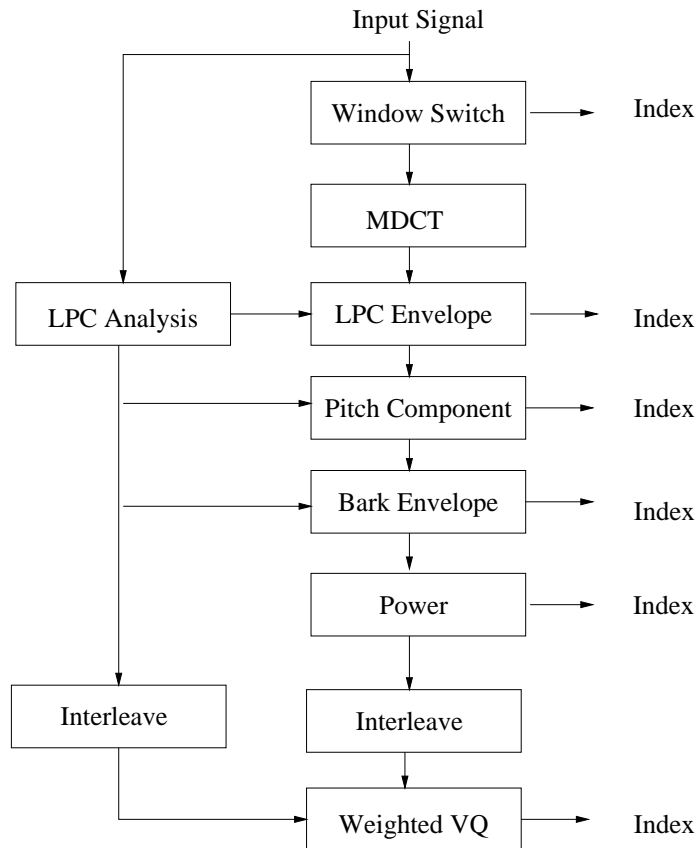 Input Signal
Window Switch
Index
MDCT
LPC Analysis
LPC Envelope
Index
Pitch Component
Index
Bark Envelope
Index
Power
Index
Interleave
Interleave
Weighted VQ
Index